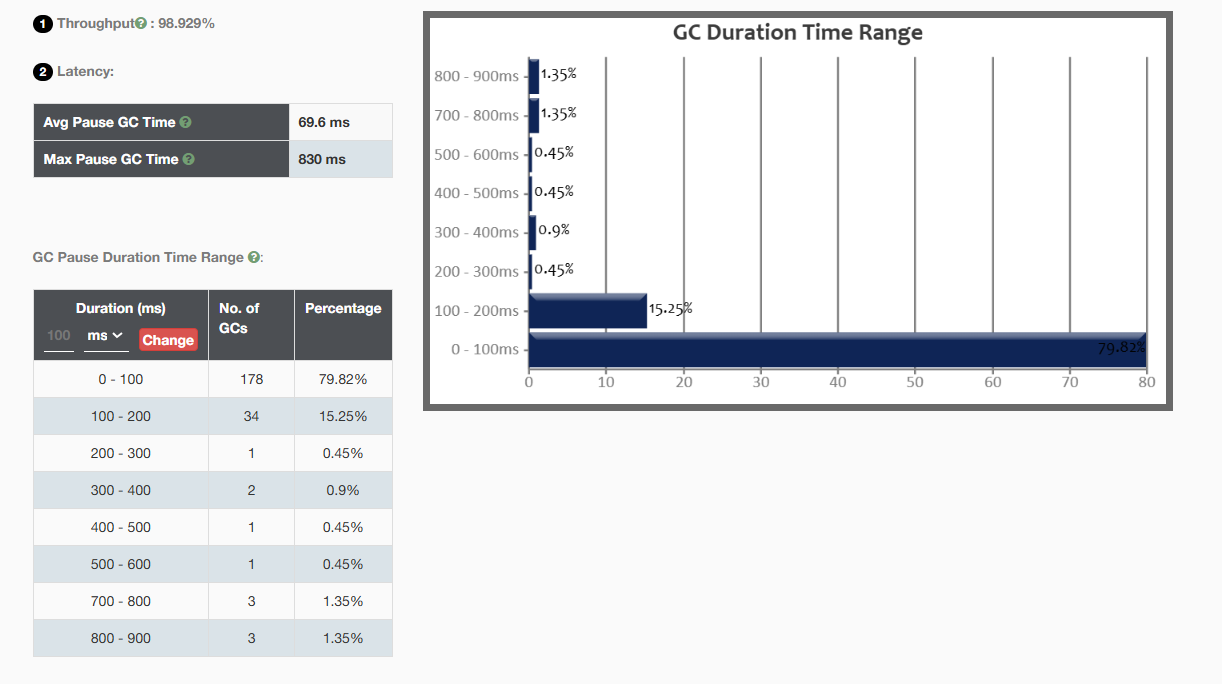 1 Throughput? : 98.929%
2 Latency:
Avg Pause GC Time ? 69.6 ms
Max Pause GC Time ? 830 ms
GC Pause Duration Time Range ?:
Duration (ms) No. of GCs Percentage
100 ms Change
0 - 100 178 79.82%
100 - 200 34 15.25%
200 - 300 1 0.45%
300 - 400 2 0.9%
400 - 500 1 0.45%
500 - 600 1 0.45%
700 - 800 3 1.35%
800 - 900 3 1.35%
GC Duration Time Range
800 - 900ms 1.35%
700 - 800ms 1.35%
500 - 600ms 0.45%
400 - 500ms 0.45%
300 - 400ms 0.9%
200 - 300ms 0.45%
100 - 200ms 15.25%
0 - 100ms 79.82%
0 10 20 30 40 50 60 70 80